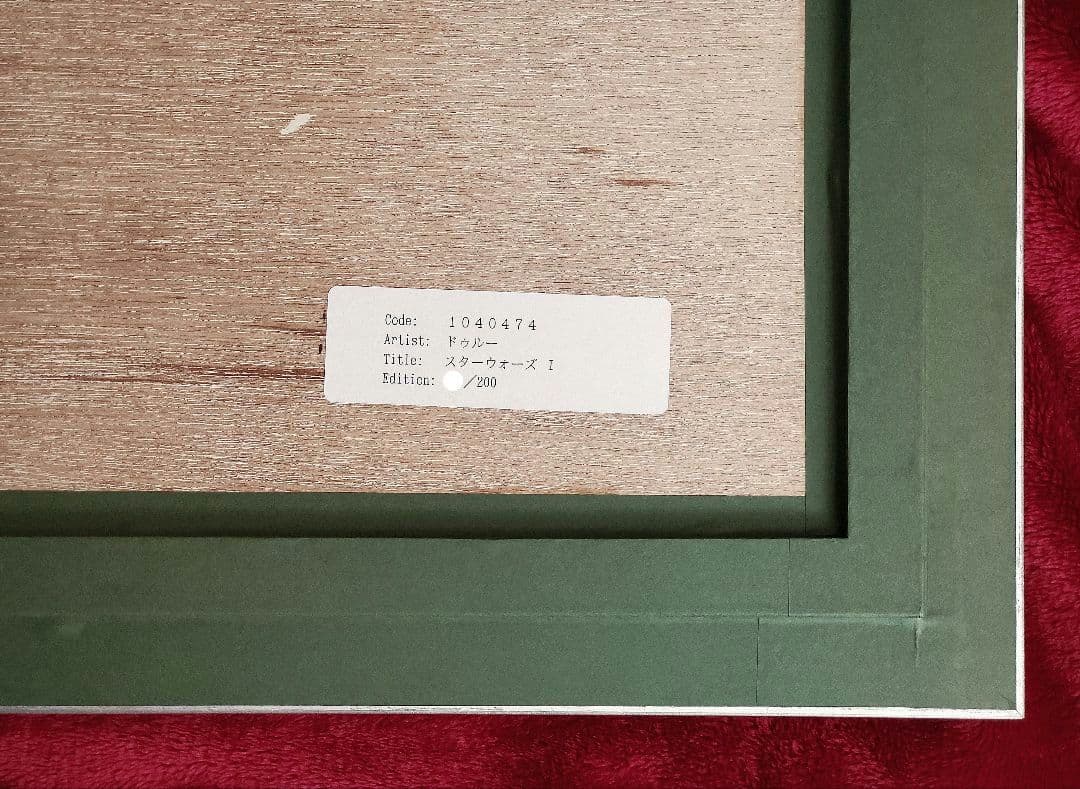 Code: 1040474
Artist: ドゥルー
Title: スターウォーズ I
Edition: /200